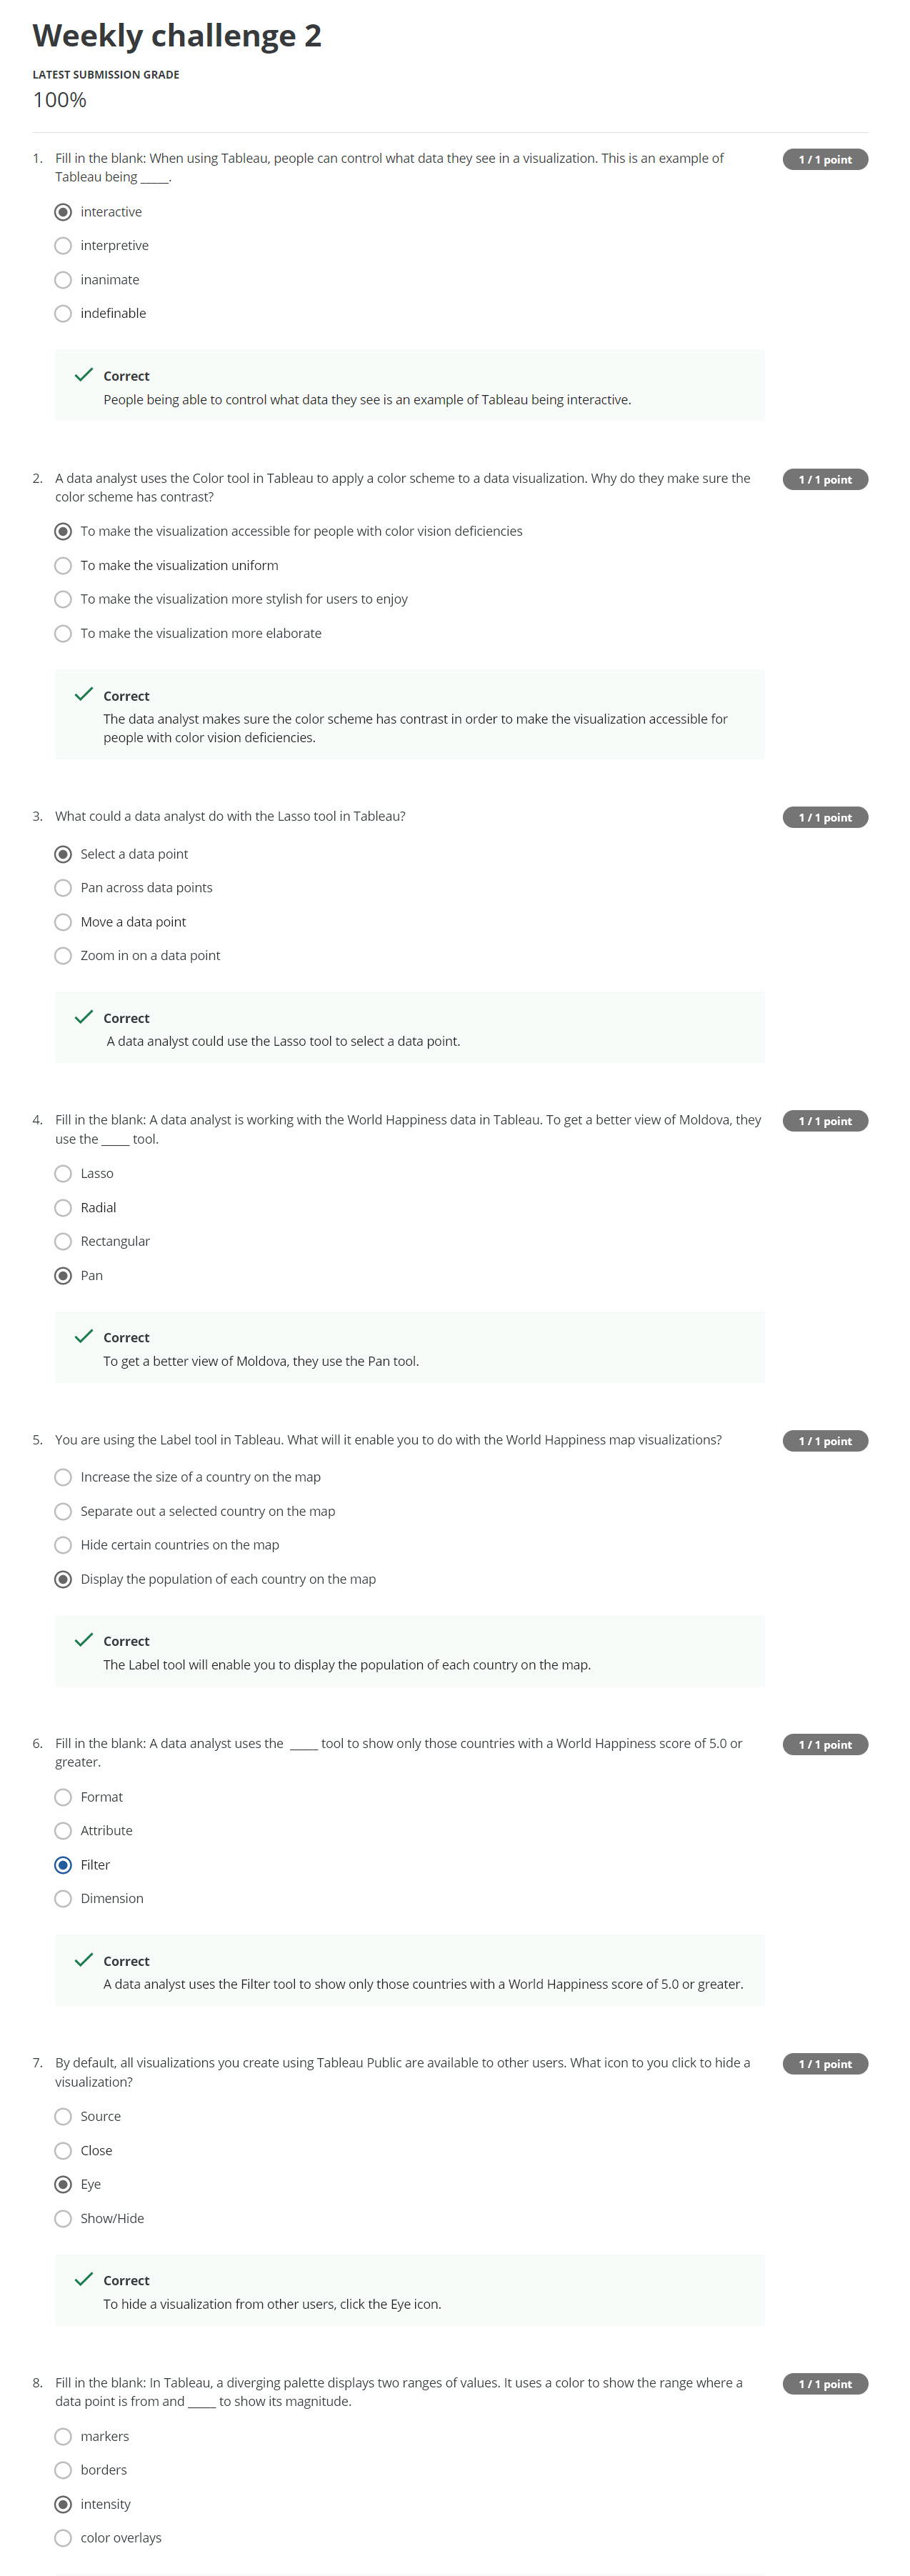 Weekly challenge 2
LATEST SUBMISSION GRADE
100%
1. Fill in the blank: When using Tableau, people can control what data they see in a visualization. This is an example of
Tableau being ____.
1 / 1 point
interactive
interpretive
inanimate
indefinable
Correct
People being able to control what data they see is an example of Tableau being interactive.
2. A data analyst uses the Color tool in Tableau to apply a color scheme to a data visualization. Why do they make sure the
color scheme has contrast?
1 / 1 point
To make the visualization accessible for people with color vision deficiencies
To make the visualization uniform
To make the visualization more stylish for users to enjoy
To make the visualization more elaborate
Correct
The data analyst makes sure the color scheme has contrast in order to make the visualization accessible for
people with color vision deficiencies.
3. What could a data analyst do with the Lasso tool in Tableau?
1 / 1 point
Select a data point
Pan across data points
Move a data point
Zoom in on a data point
Correct
A data analyst could use the Lasso tool to select a data point.
4. Fill in the blank: A data analyst is working with the World Happiness data in Tableau. To get a better view of Moldova, they
use the ____ tool.
1 / 1 point
Lasso
Radial
Rectangular
Pan
Correct
To get a better view of Moldova, they use the Pan tool.
5. You are using the Label tool in Tableau. What will it enable you to do with the World Happiness map visualizations?
1 / 1 point
Increase the size of a country on the map
Separate out a selected country on the map
Hide certain countries on the map
Display the population of each country on the map
Correct
The Label tool will enable you to display the population of each country on the map.
6. Fill in the blank: A data analyst uses the ____ tool to show only those countries with a World Happiness score of 5.0 or
greater.
1 / 1 point
Format
Attribute
Filter
Dimension
Correct
A data analyst uses the Filter tool to show only those countries with a World Happiness score of 5.0 or greater.
7. By default, all visualizations you create using Tableau Public are available to other users. What icon to you click to hide a
visualization?
1 / 1 point
Source
Close
Eye
Show/Hide
Correct
To hide a visualization from other users, click the Eye icon.
8. Fill in the blank: In Tableau, a diverging palette displays two ranges of values. It uses a color to show the range where a
data point is from and ____ to show its magnitude.
1 / 1 point
markers
borders
intensity
color overlays